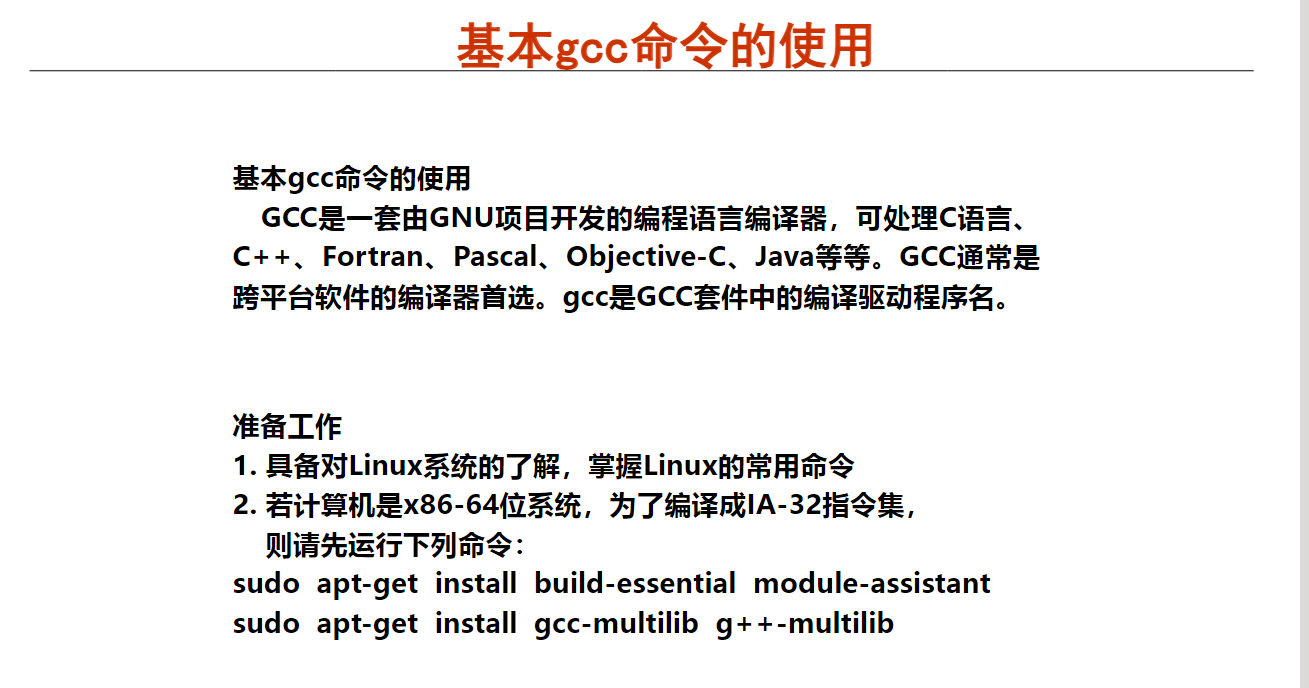 基本gcc命令的使用
基本gcc命令的使用
GCC是一套由GNU项目开发的编程语言编译器，可处理C语言、
C++、Fortran、Pascal、Objective-C、Java等等。GCC通常是
跨平台软件的编译器首选。gcc是GCC套件中的编译驱动程序名。
准备工作
1. 具备对Linux系统的了解，掌握Linux的常用命令
2. 若计算机是x86-64位系统，为了编译成IA-32指令集，
则请先运行下列命令：
sudo apt-get install build-essential module-assistant
sudo apt-get install gcc-multilib g++-multilib